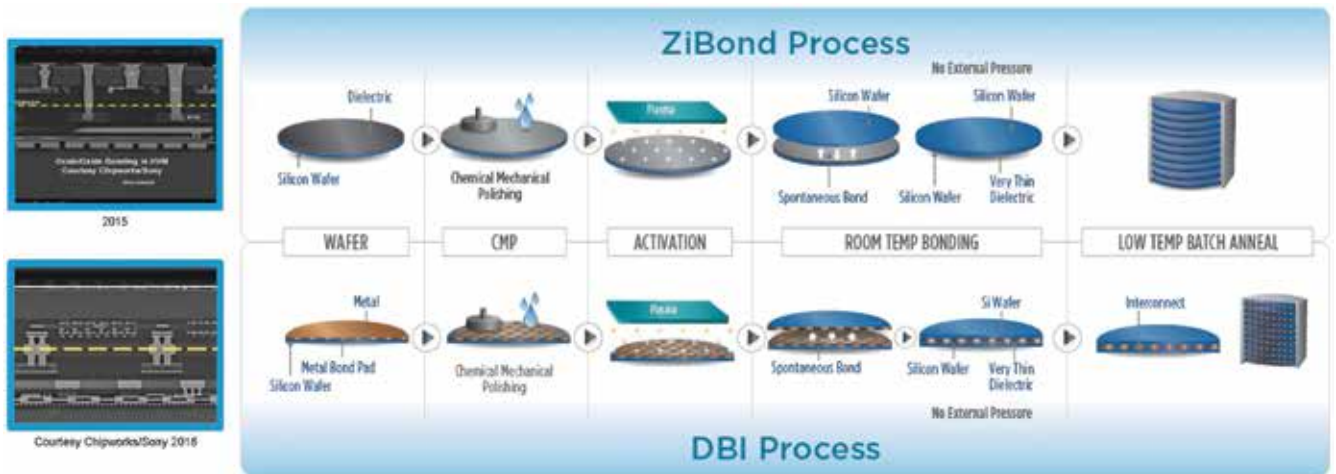 ZiBond Process
No External Pressure
Dielectric
Silicon Wafer
Chemical Mechanical
Polishing
Plasma
Silicon Wafer
Spontaneous Bond
Silicon Wafer
Silicon Wafer
Very Thin
Dielectric
Courtesy Chipworks/Sony
2015
WAFER
CMP
ACTIVATION
ROOM TEMP BONDING
LOW TEMP BATCH ANNEAL
Metal
Metal Bond Pad
Silicon Wafer
Chemical Mechanical
Polishing
Plasma
Spontaneous Bond
Si Wafer
Silicon Wafer
Very Thin
Dielectric
Interconnect
No External Pressure
DBI Process
Courtesy Chipworks/Sony 2016